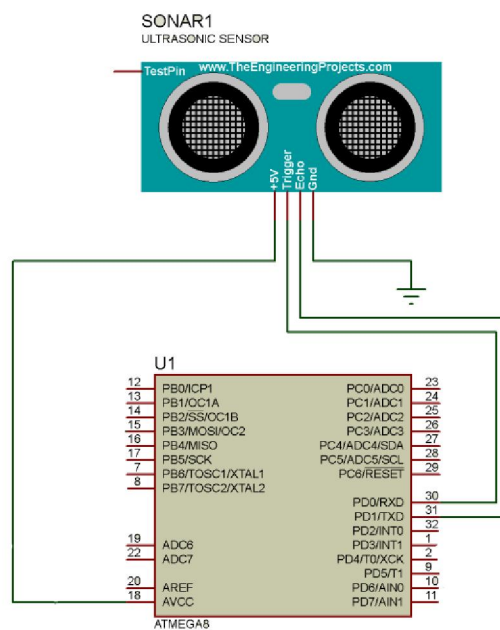 SONAR1
ULTRASONIC SENSOR
TestPin
www.TheEngineeringProjects.com
+5V
Trigger
Echo
Gnd
U1
12 PB0/ICP1 PC0/ADC0 23
13 PB1/OC1A PC1/ADC1 24
14 PB2/SS/OC1B PC2/ADC2 25
15 PB3/MOSI/OC2 PC3/ADC3 26
16 PB4/MISO PC4/ADC4/SDA 27
17 PB5/SCK PC5/ADC5/SCL 28
7 PB6/TOSC1/XTAL1 PC6/RESET 29
8 PB7/TOSC2/XTAL2
PD0/RXD 30
PD1/TXD 31
PD2/INT0 32
19 ADC6 PD3/INT1 1
22 ADC7 PD4/T0/XCK 2
PD5/T1 9
20 AREF PD6/AIN0 10
18 AVCC PD7/AIN1 11
ATMEGA8